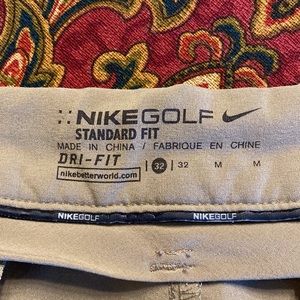 NIKEGOLF
STANDARD FIT
MADE IN CHINA / FABRIQUE EN CHINE
DRI-FIT | 32 | 32 M M
nikebetterworld.com
NIKEGOLF NIKEGOLF